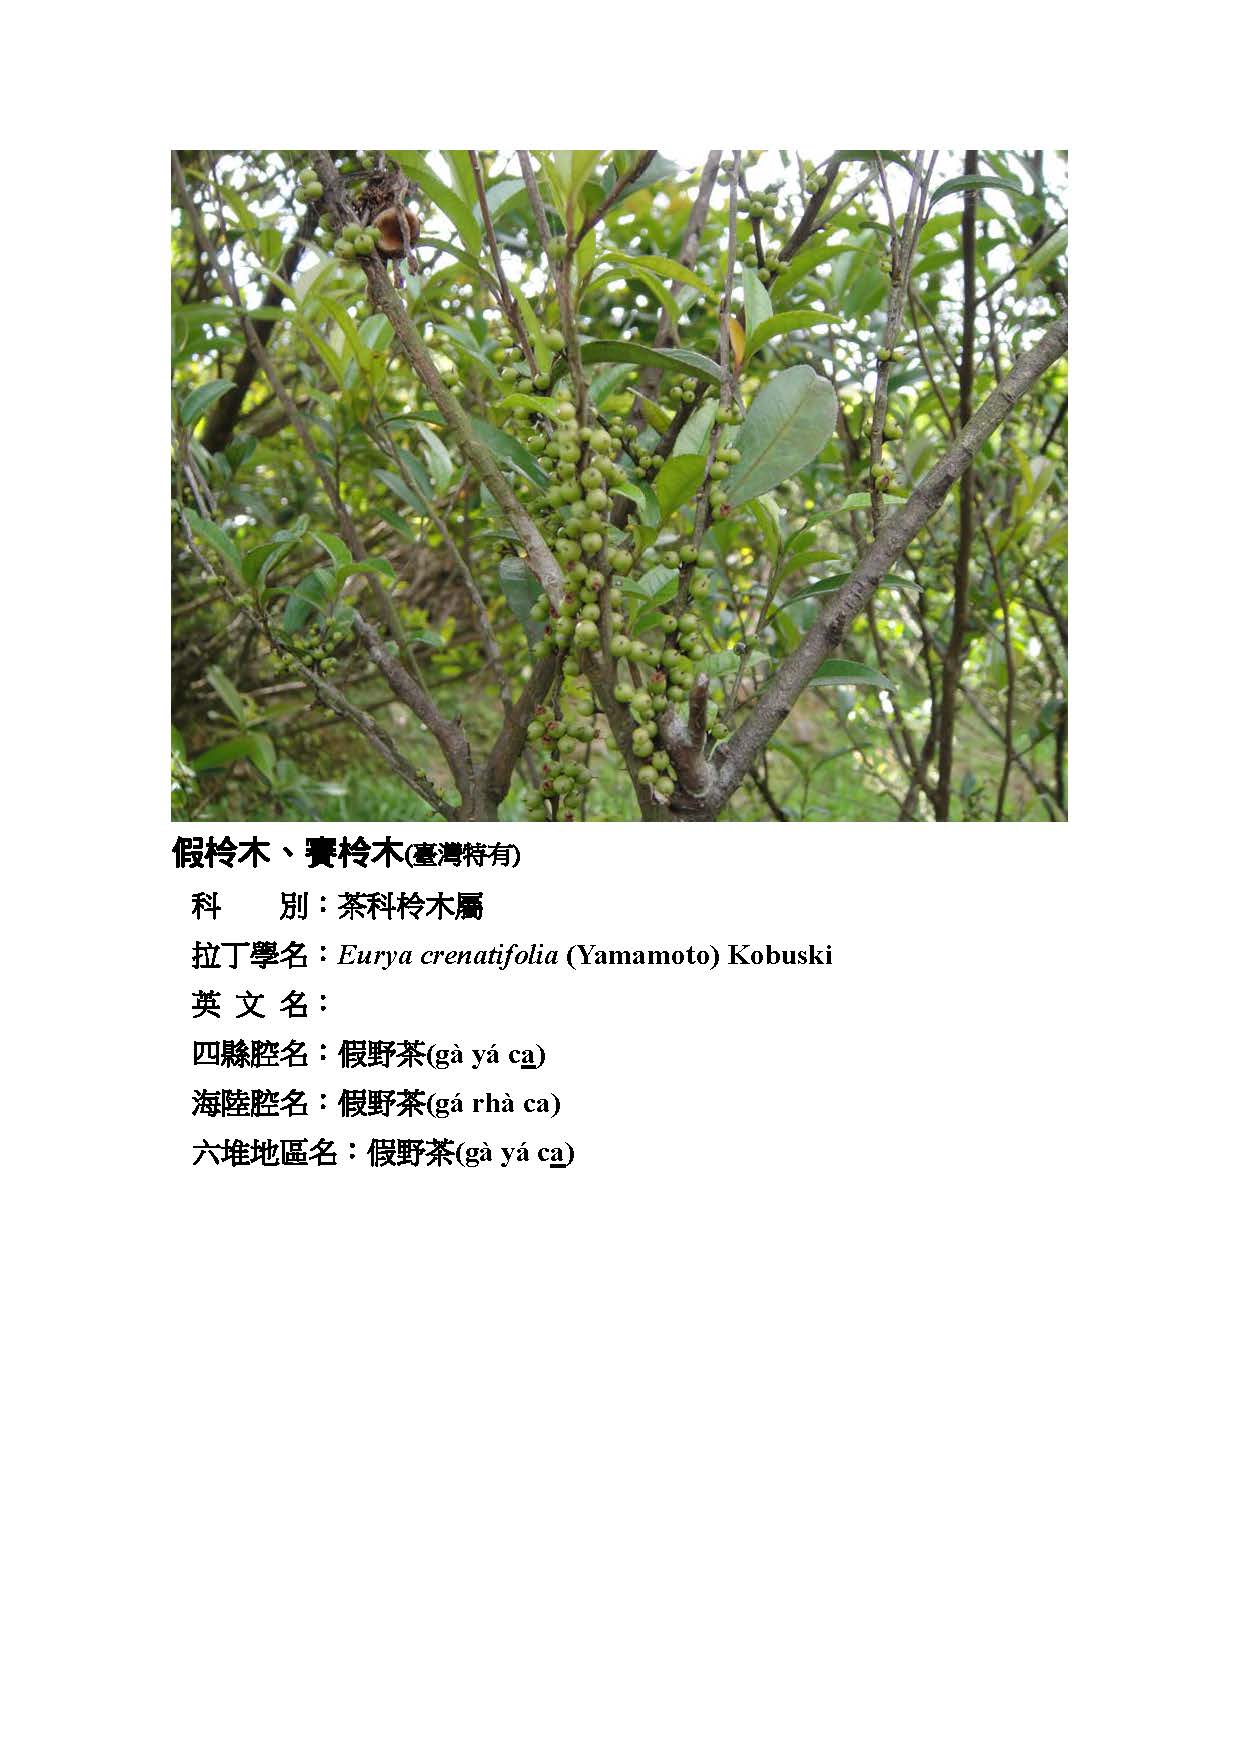 假柃木、賽柃木(臺灣特有)
科　　別：茶科柃木屬
拉丁學名：Eurya crenatifolia (Yamamoto) Kobuski
英 文 名：
四縣腔名：假野茶(gà yá ca)
海陸腔名：假野茶(gá rhà ca)
六堆地區名：假野茶(gà yá ca)